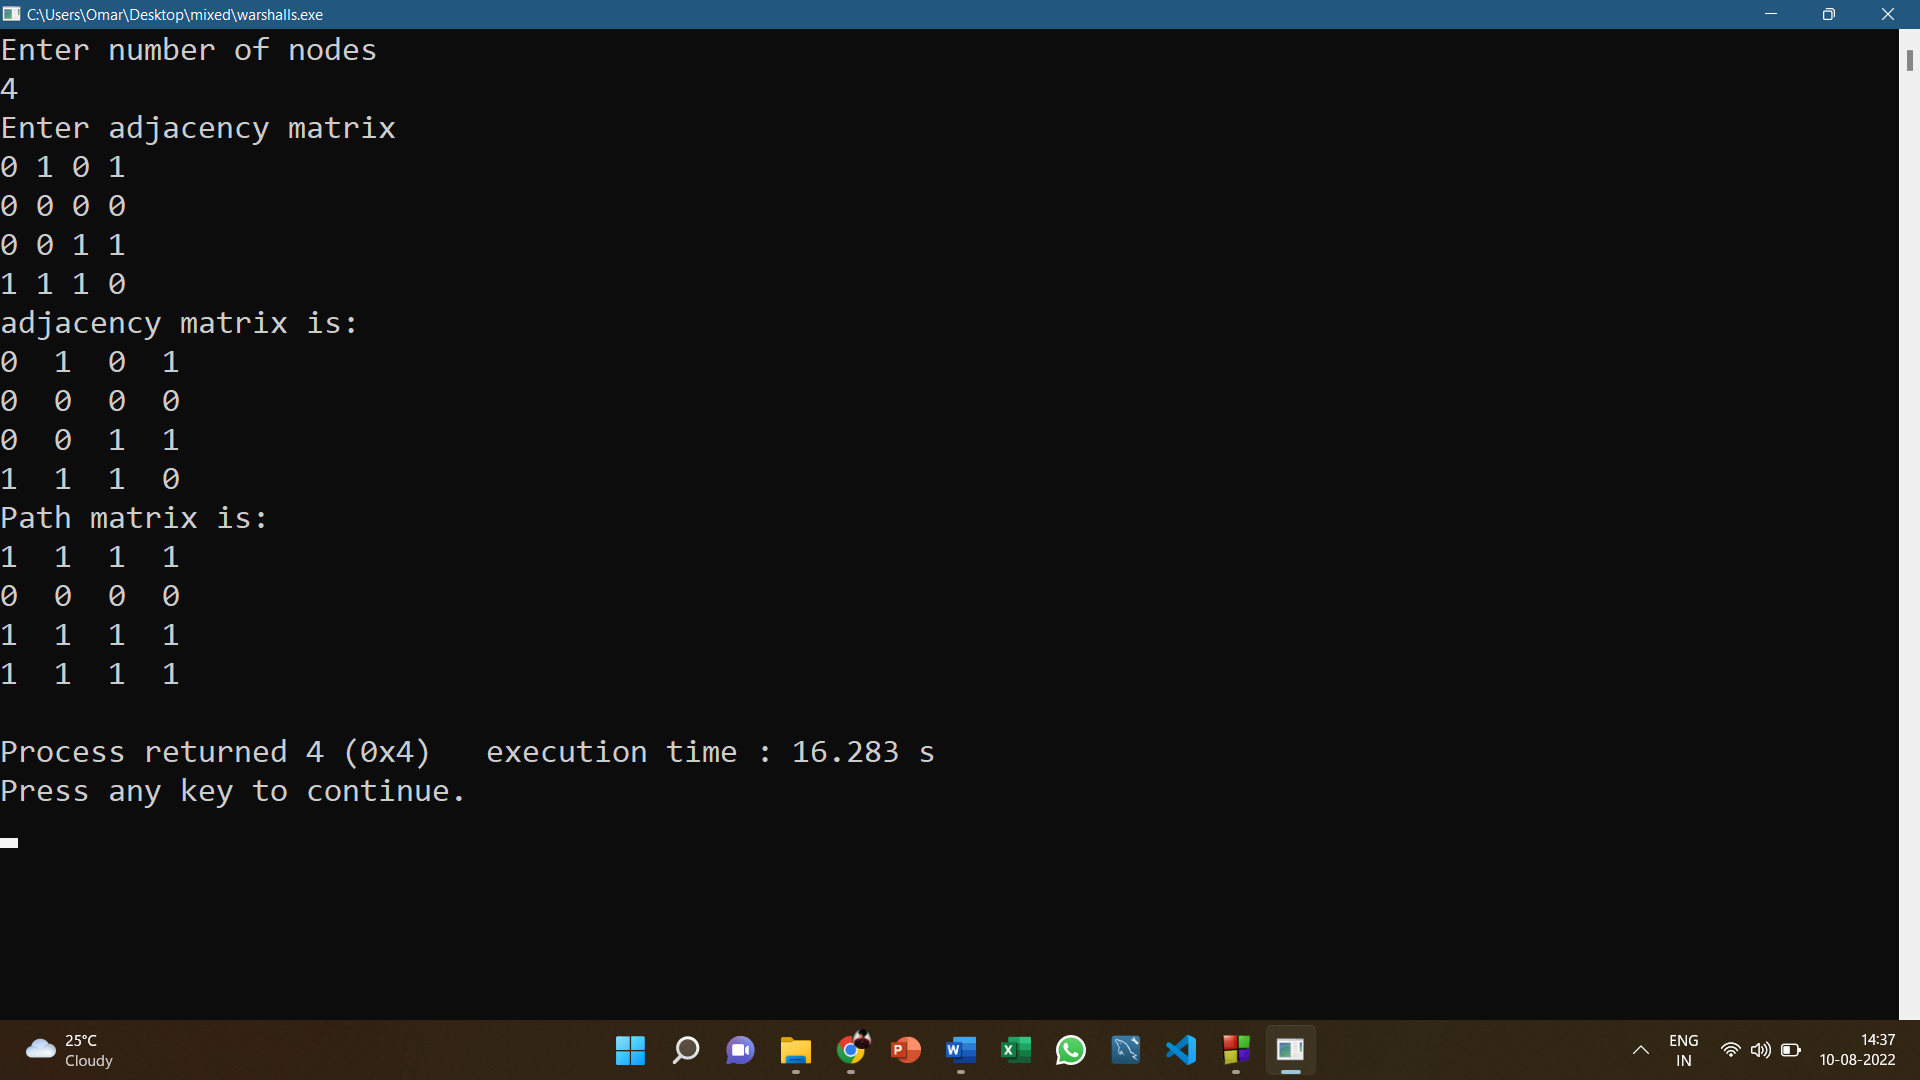 C:\Users\Omar\Desktop\mixed\warshalls.exe
Enter number of nodes
4
Enter adjacency matrix
0 1 0 1
0 0 0 0
0 0 1 1
1 1 1 0
adjacency matrix is:
0  1  0  1
0  0  0  0
0  0  1  1
1  1  1  0
Path matrix is:
1  1  1  1
0  0  0  0
1  1  1  1
1  1  1  1
Process returned 4 (0x4)   execution time : 16.283 s
Press any key to continue.
25°C
Cloudy
P
W
X
ENG
IN
14:37
10-08-2022